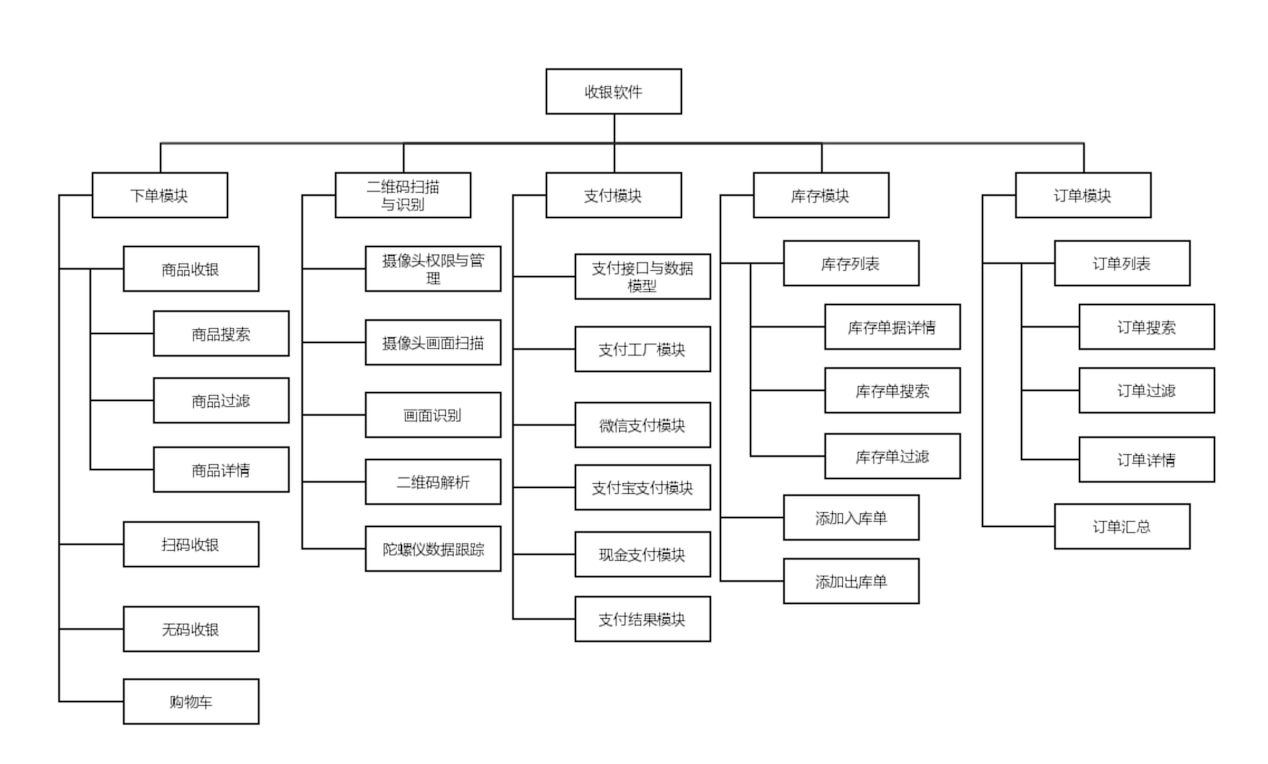 收银软件
下单模块
商品收银
商品搜索
商品过滤
商品详情
扫码收银
无码收银
购物车
二维码扫描
与识别
摄像头权限与管
理
摄像头画面扫描
画面识别
二维码解析
陀螺仪数据跟踪
支付模块
支付接口与数据
模型
支付工厂模块
微信支付模块
支付宝支付模块
现金支付模块
支付结果模块
库存模块
库存列表
库存单据详情
库存单搜索
库存单过滤
添加入库单
添加出库单
订单模块
订单列表
订单搜索
订单过滤
订单详情
订单汇总